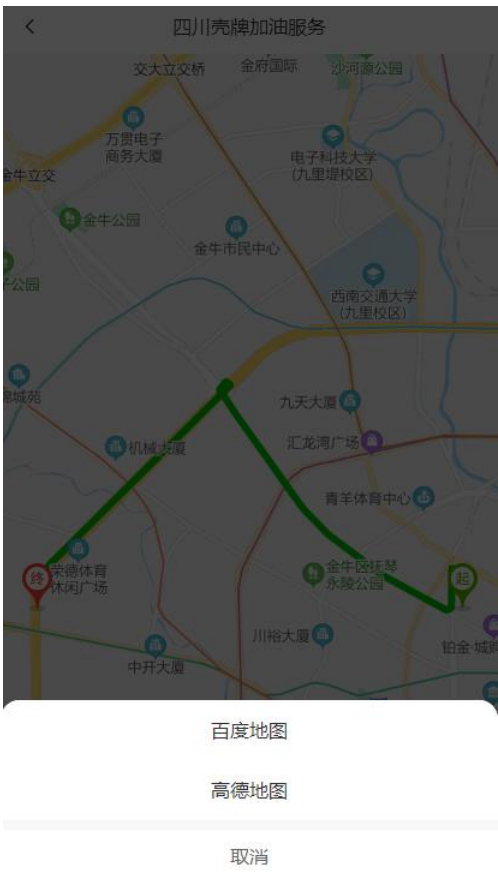 四川壳牌加油服务
交大立交桥
金府国际
沙河源公园
万贯电子
商务大厦
电子科技大学
(九里堤校区)
金牛立交
金牛公园
金牛市民中心
子公园
西南交通大学
(九里校区)
锦城苑
九天大厦
机械大厦
汇龙湾广场
青羊体育中心
终
荣德体育
休闲广场
金牛区抚琴
永陵公园
起
川裕大厦
铂金·城购
中开大厦
百度地图
高德地图
取消